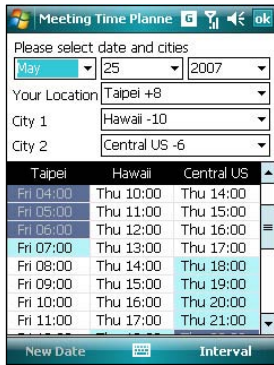 Meeting Time Planne G ok
Please select date and cities
May 25 2007
Your Location Taipei +8
City 1 Hawaii -10
City 2 Central US -6
Taipei Hawaii Central US
Fri 04:00 Thu 10:00 Thu 14:00
Fri 05:00 Thu 11:00 Thu 15:00
Fri 06:00 Thu 12:00 Thu 16:00
Fri 07:00 Thu 13:00 Thu 17:00
Fri 08:00 Thu 14:00 Thu 18:00
Fri 09:00 Thu 15:00 Thu 19:00
Fri 10:00 Thu 16:00 Thu 20:00
Fri 11:00 Thu 17:00 Thu 21:00
New Date Interval